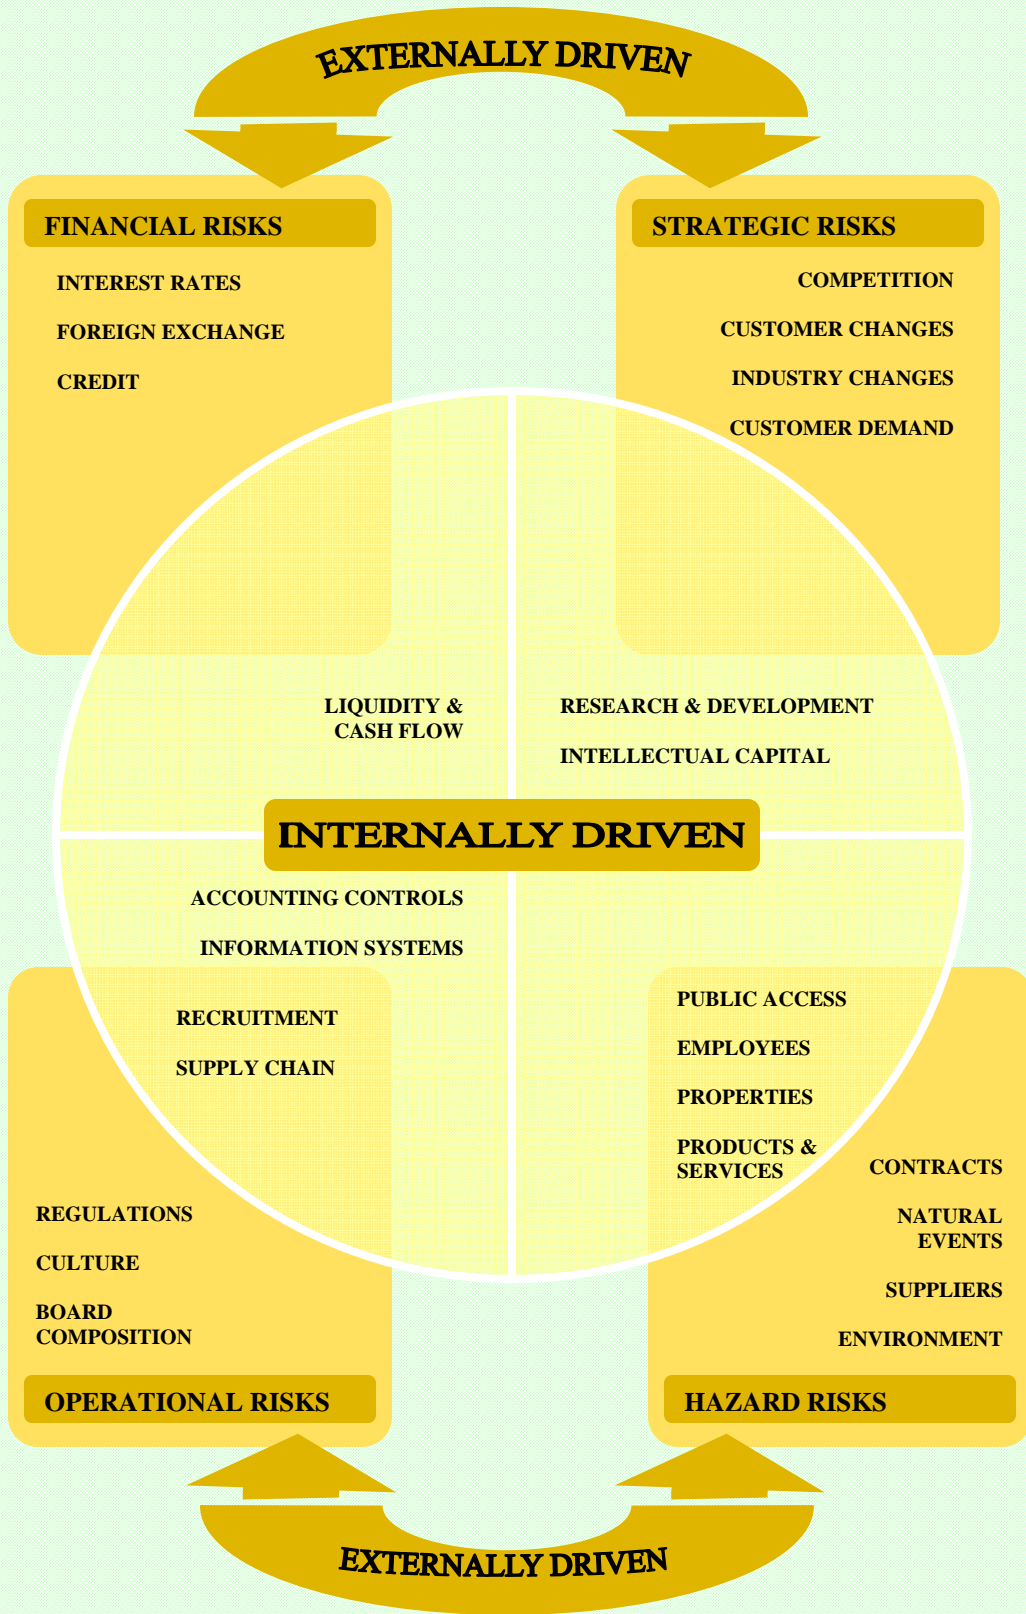 EXTERNALLY DRIVEN
FINANCIAL RISKS
INTEREST RATES
FOREIGN EXCHANGE
CREDIT
STRATEGIC RISKS
COMPETITION
CUSTOMER CHANGES
INDUSTRY CHANGES
CUSTOMER DEMAND
LIQUIDITY &
CASH FLOW
RESEARCH & DEVELOPMENT
INTELLECTUAL CAPITAL
INTERNALLY DRIVEN
ACCOUNTING CONTROLS
INFORMATION SYSTEMS
RECRUITMENT
SUPPLY CHAIN
REGULATIONS
CULTURE
BOARD
COMPOSITION
OPERATIONAL RISKS
PUBLIC ACCESS
EMPLOYEES
PROPERTIES
PRODUCTS &
SERVICES
CONTRACTS
NATURAL
EVENTS
SUPPLIERS
ENVIRONMENT
HAZARD RISKS
EXTERNALLY DRIVEN